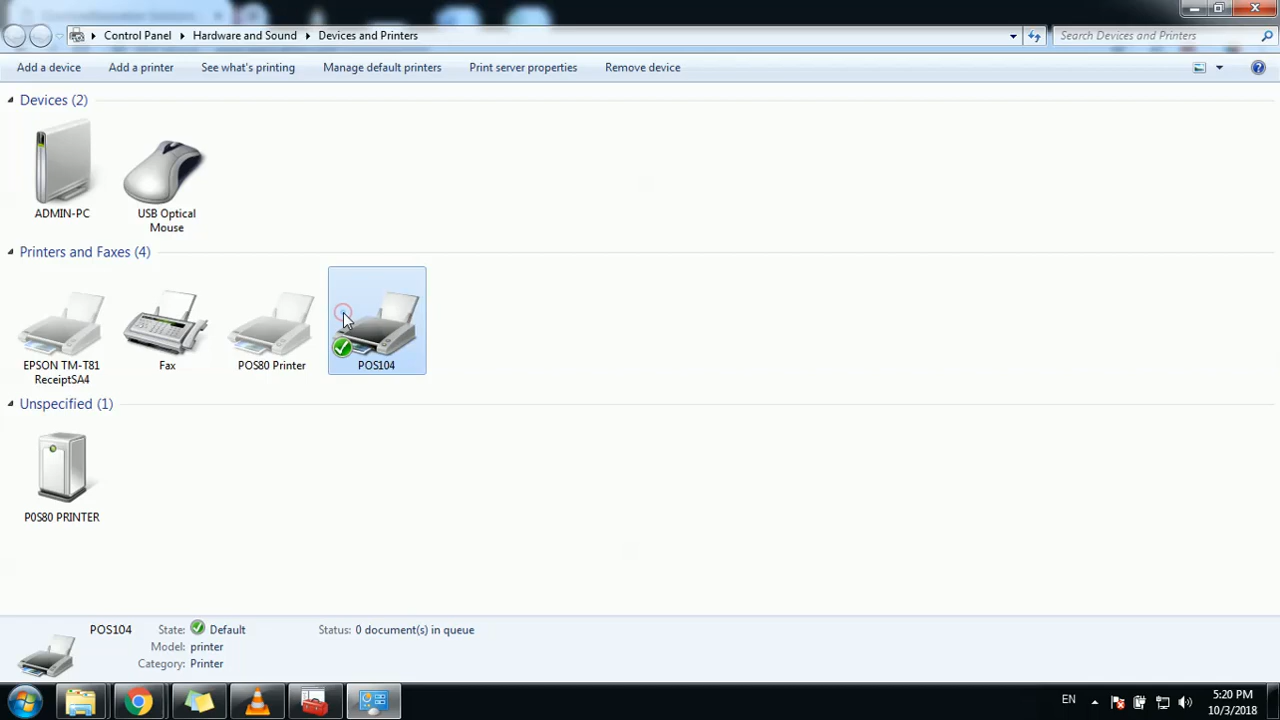 Control Panel Hardware and Sound Devices and Printers Search Devices and Printers
Add a device Add a printer See what's printing Manage default printers Print server properties Remove device
Devices (2)
ADMIN-PC
USB Optical
Mouse
Printers and Faxes (4)
EPSON TM-T81
ReceiptSA4
Fax
POS80 Printer
POS104
Unspecified (1)
P0S80 PRINTER
POS104 State: Default Status: 0 document(s) in queue
Model: printer
Category: Printer
EN
5:20 PM
10/3/2018